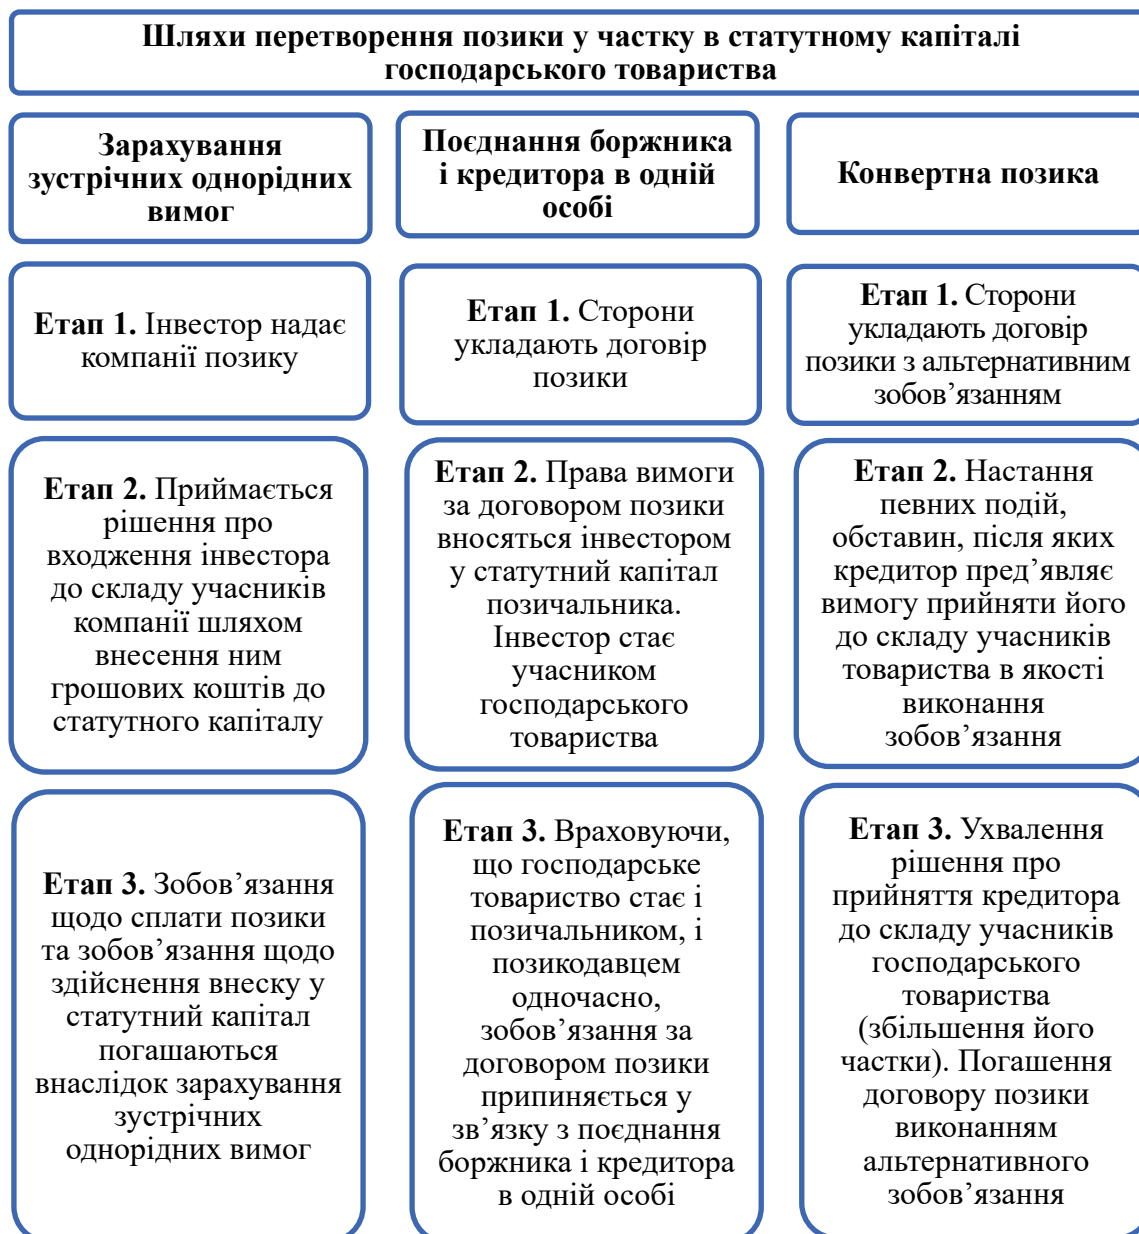 Шляхи перетворення позики у частку в статутному капіталі
господарського товариства
Зарахування
зустрічних однорідних
вимог
Поєднання боржника
і кредитора в одній
особі
Конвертна позика
Етап 1. Інвестор надає
компанії позику
Етап 1. Сторони
укладають договір
позики
Етап 1. Сторони
укладають договір
позики з альтернативним
зобов’язанням
Етап 2. Приймається
рішення про
входження інвестора
до складу учасників
компанії шляхом
внесення ним
грошових коштів до
статутного капіталу
Етап 2. Права вимоги
за договором позики
вносяться інвестором
у статутний капітал
позичальника.
Інвестор стає
учасником
господарського
товариства
Етап 2. Настання
певних подій,
обставин, після яких
кредитор пред’являє
вимогу прийняти його
до складу учасників
товариства в якості
виконання
зобов’язання
Етап 3. Зобов’язання
щодо сплати позики
та зобов’язання щодо
здійснення внеску у
статутний капітал
погашаються
внаслідок зарахування
зустрічних
однорідних вимог
Етап 3. Враховуючи,
що господарське
товариство стає і
позичальником, і
позикодавцем
одночасно,
зобов’язання за
договором позики
припиняється у
зв’язку з поєднання
боржника і кредитора
в одній особі
Етап 3. Ухвалення
рішення про
прийняття кредитора
до складу учасників
господарського
товариства
(збільшення його
частки). Погашення
договору позики
виконанням
альтернативного
зобов’язання